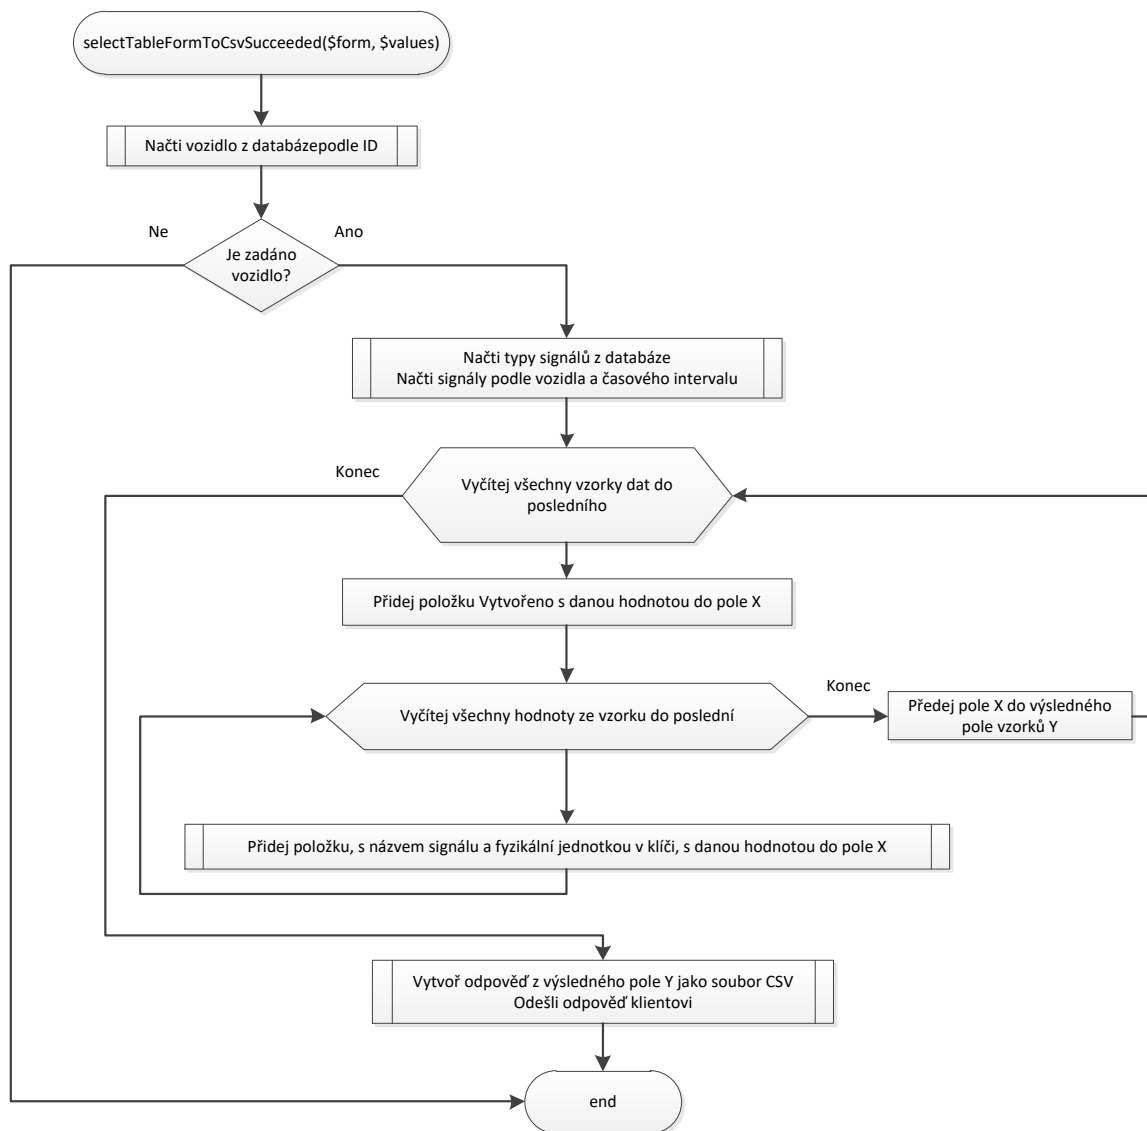 selectTableFormToCsvSucceeded($form, $values)
Načti vozidlo z databázepodle ID
Ne
Ano
Je zadáno
vozidlo?
Načti typy signálů z databáze
Načti signály podle vozidla a časového intervalu
Konec
Vyčítej všechny vzorky dat do
posledního
Přidej položku Vytvořeno s danou hodnotou do pole X
Konec
Vyčítej všechny hodnoty ze vzorku do poslední
Předej pole X do výsledného
pole vzorků Y
Přidej položku, s názvem signálu a fyzikální jednotkou v klíči, s danou hodnotou do pole X
Vytvoř odpověď z výsledného pole Y jako soubor CSV
Odešli odpověď klientovi
end